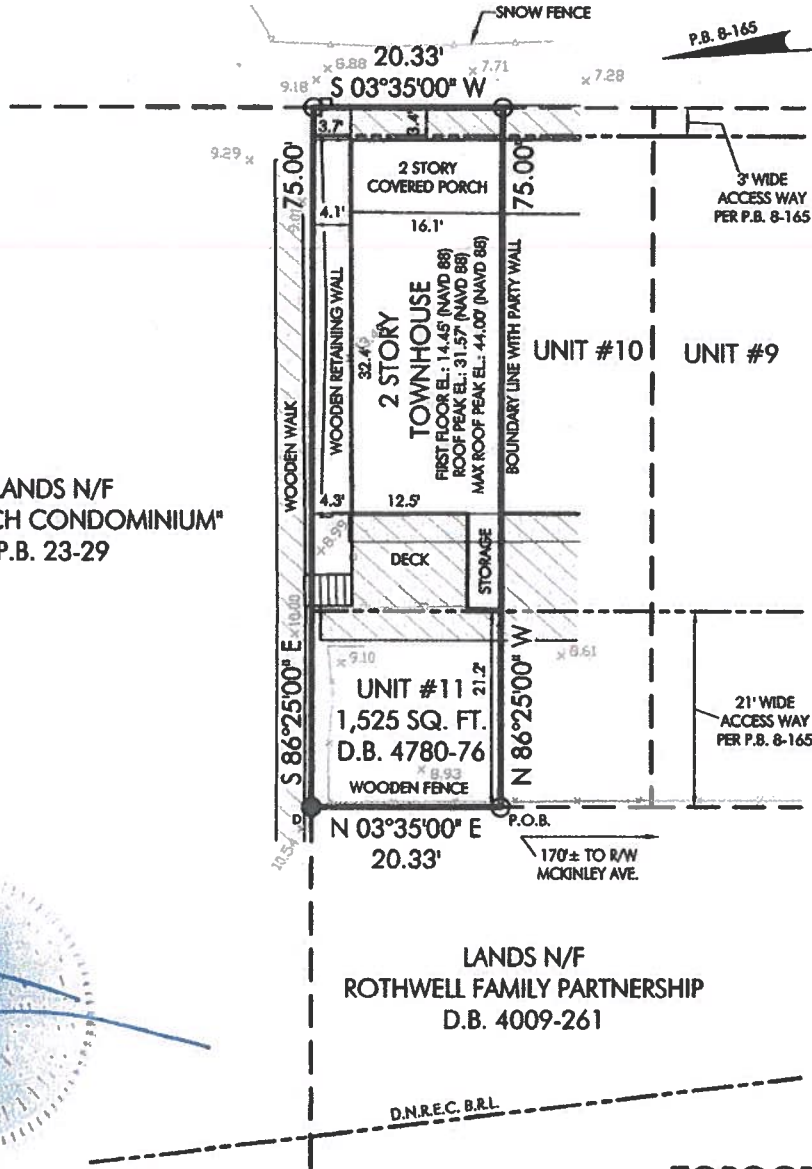 SNOW FENCE
P.B. 8-165
20.33'
S 03°35'00" W
9.18
8.88
7.71
7.28
3.7'
3.4'
9.29
75.00'
75.00'
2 STORY
COVERED PORCH
3' WIDE
ACCESS WAY
PER P.B. 8-165
9.01
4.1'
16.1'
WOODEN WALK
WOODEN RETAINING WALL
32.4'
2 STORY
TOWNHOUSE
FIRST FLOOR EL.: 14.45' (NAVD 88)
ROOF PEAK EL.: 31.57' (NAVD 88)
MAX ROOF PEAK EL.: 44.00' (NAVD 88)
BOUNDARY LINE WITH PARTY WALL
UNIT #10
UNIT #9
LANDS N/F
CH CONDOMINIUM"
P.B. 23-29
4.3'
12.5'
+8.99
DECK
STORAGE
10.00
S 86°25'00" E
9.10
8.61
UNIT #11
1,525 SQ. FT.
D.B. 4780-76
21.2'
N 86°25'00" W
21' WIDE
ACCESS WAY
PER P.B. 8-165
8.93
WOODEN FENCE
D
P.O.B.
N 03°35'00" E
20.33'
10.54
170'± TO R/W
MCKINLEY AVE.
LANDS N/F
ROTHWELL FAMILY PARTNERSHIP
D.B. 4009-261
D.N.R.E.C. B.R.L.